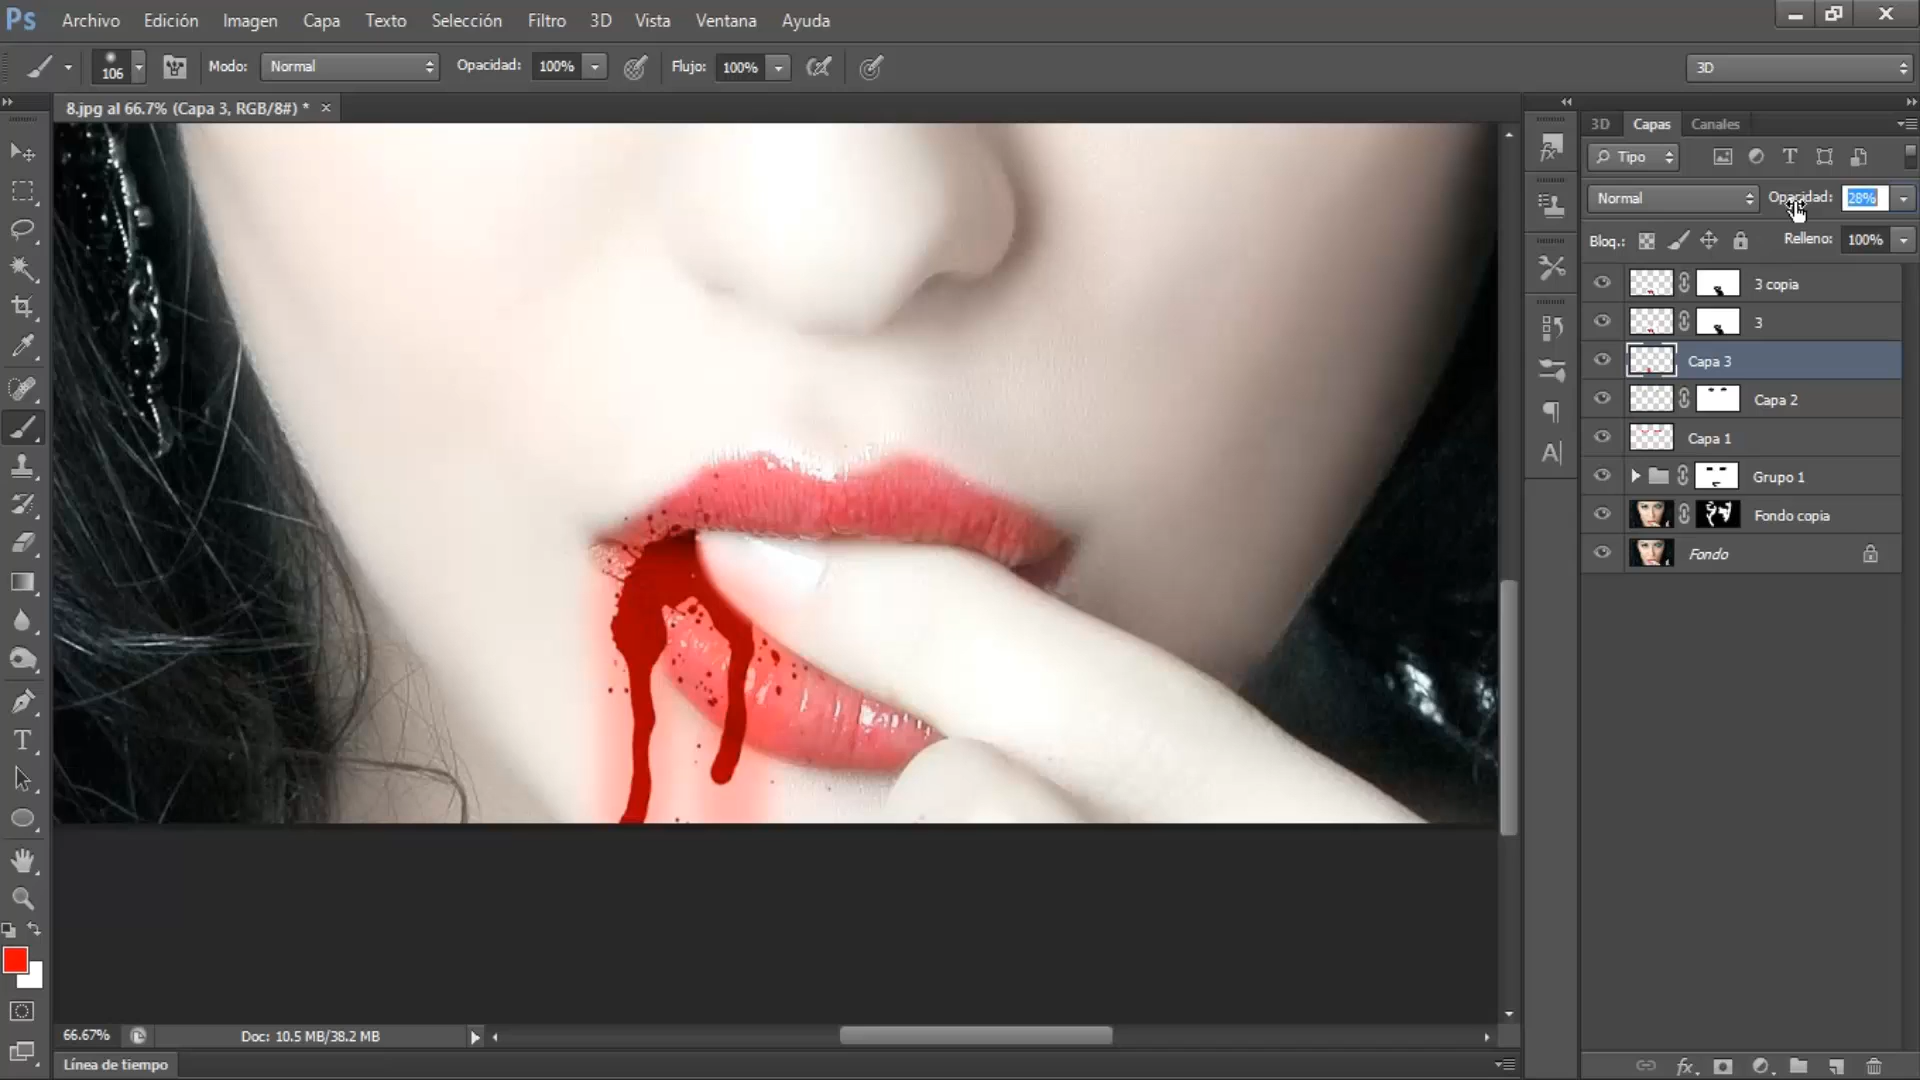 Ps Archivo Edición Imagen Capa Texto Selección Filtro 3D Vista Ventana Ayuda
106 Modo: Normal Opacidad: 100% Flujo: 100% 3D
8.jpg al 66.7% (Capa 3, RGB/8#) * ×
3D Capas Canales
Tipo
Normal Opacidad: 28%
Bloq.: Relleno: 100%
3 copia
3
Capa 3
Capa 2
Capa 1
Grupo 1
Fondo copia
Fondo
66.67% Doc: 10.5 MB/38.2 MB
Línea de tiempo